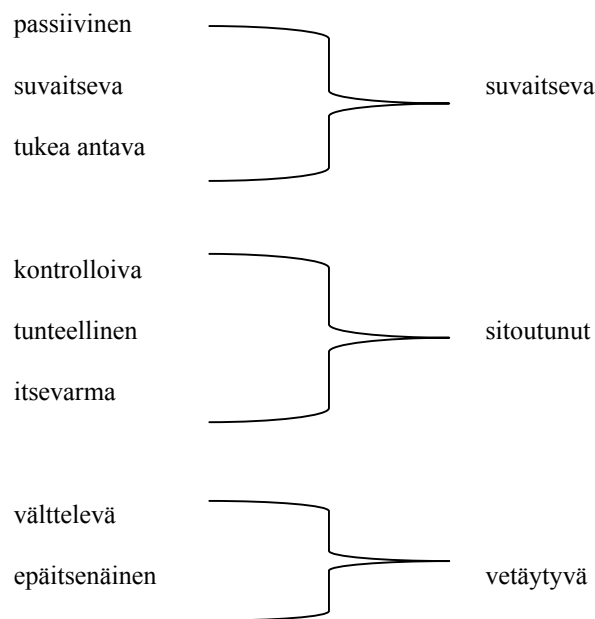 passiivinen
suvaitseva suvaitseva
tukea antava
kontrolloiva
tunteellinen sitoutunut
itsevarma
välttelevä
epäitsenäinen vetäytyvä